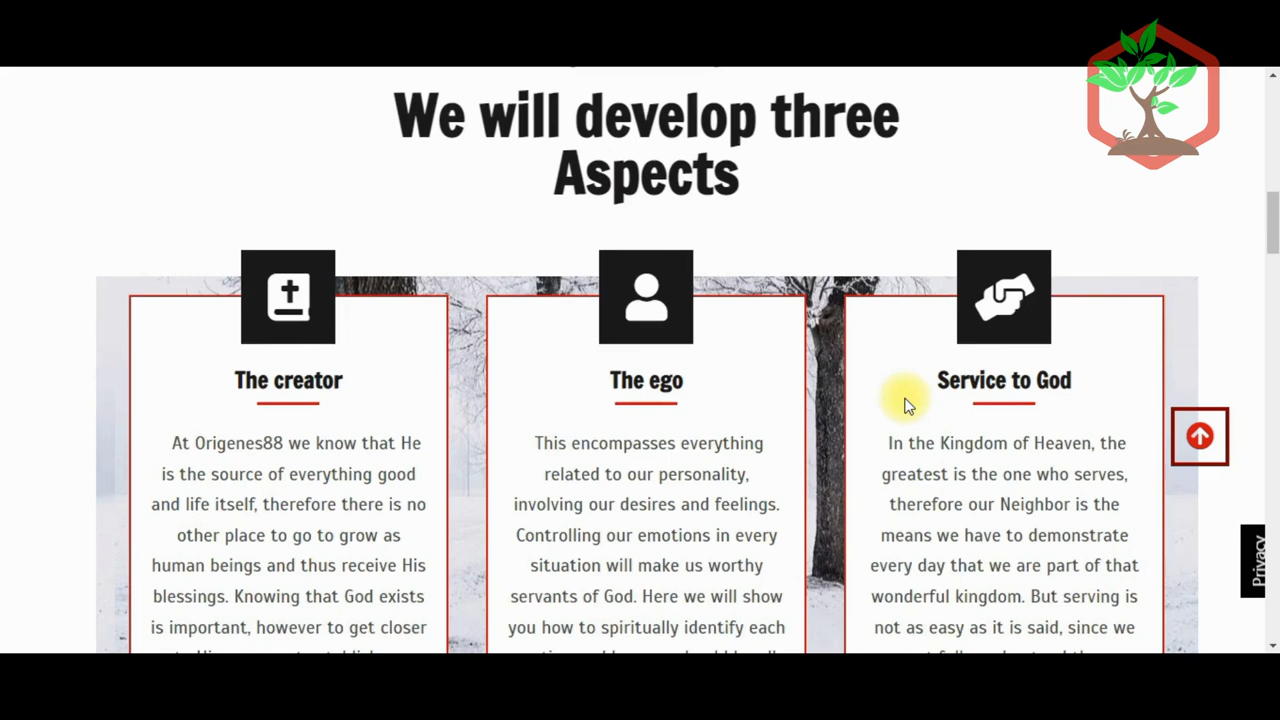 We will develop three
Aspects
The creator
At Origenes88 we know that He
is the source of everything good
and life itself, therefore there is no
other place to go to grow as
human beings and thus receive His
blessings. Knowing that God exists
is important, however to get closer
The ego
This encompasses everything
related to our personality,
involving our desires and feelings.
Controlling our emotions in every
situation will make us worthy
servants of God. Here we will show
you how to spiritually identify each
Service to God
In the Kingdom of Heaven, the
greatest is the one who serves,
therefore our Neighbor is the
means we have to demonstrate
every day that we are part of that
wonderful kingdom. But serving is
not as easy as it is said, since we
Privacy